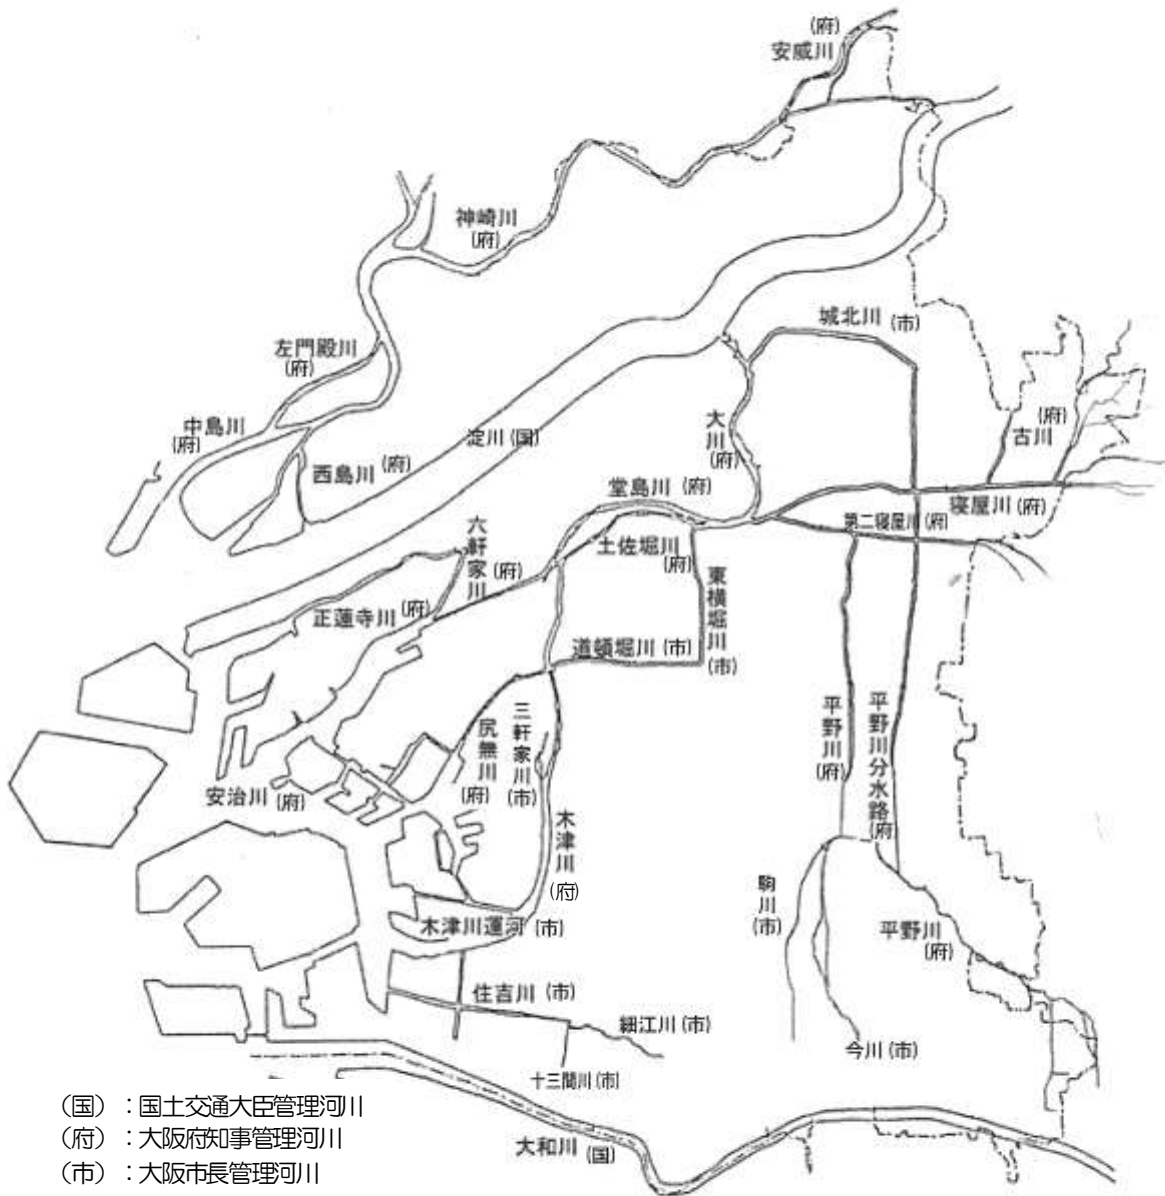 (府)
安威川
神崎川
(府)
城北川 (市)
左門殿川
(府)
中島川
(府)
西島川 (府)
淀川 (国)
大川
(府)
古川
(府)
堂島川 (府)
寝屋川 (府)
第二寝屋川 (府)
土佐堀川
(府)
六軒家川
(府)
正蓮寺川 (府)
東横堀川
(市)
道頓堀川 (市)
尻無川
(府)
三軒家川
(市)
平野川
(府)
平野川分水路
(府
安治川 (府)
木津川
(府)
木津川運河 (市)
駒川
(市)
平野川
(府)
住吉川 (市)
細江川 (市)
今川 (市)
十三間川 (市)
大和川 (国)
(国) : 国土交通大臣管理河川
(府) : 大阪府知事管理河川
(市) : 大阪市長管理河川